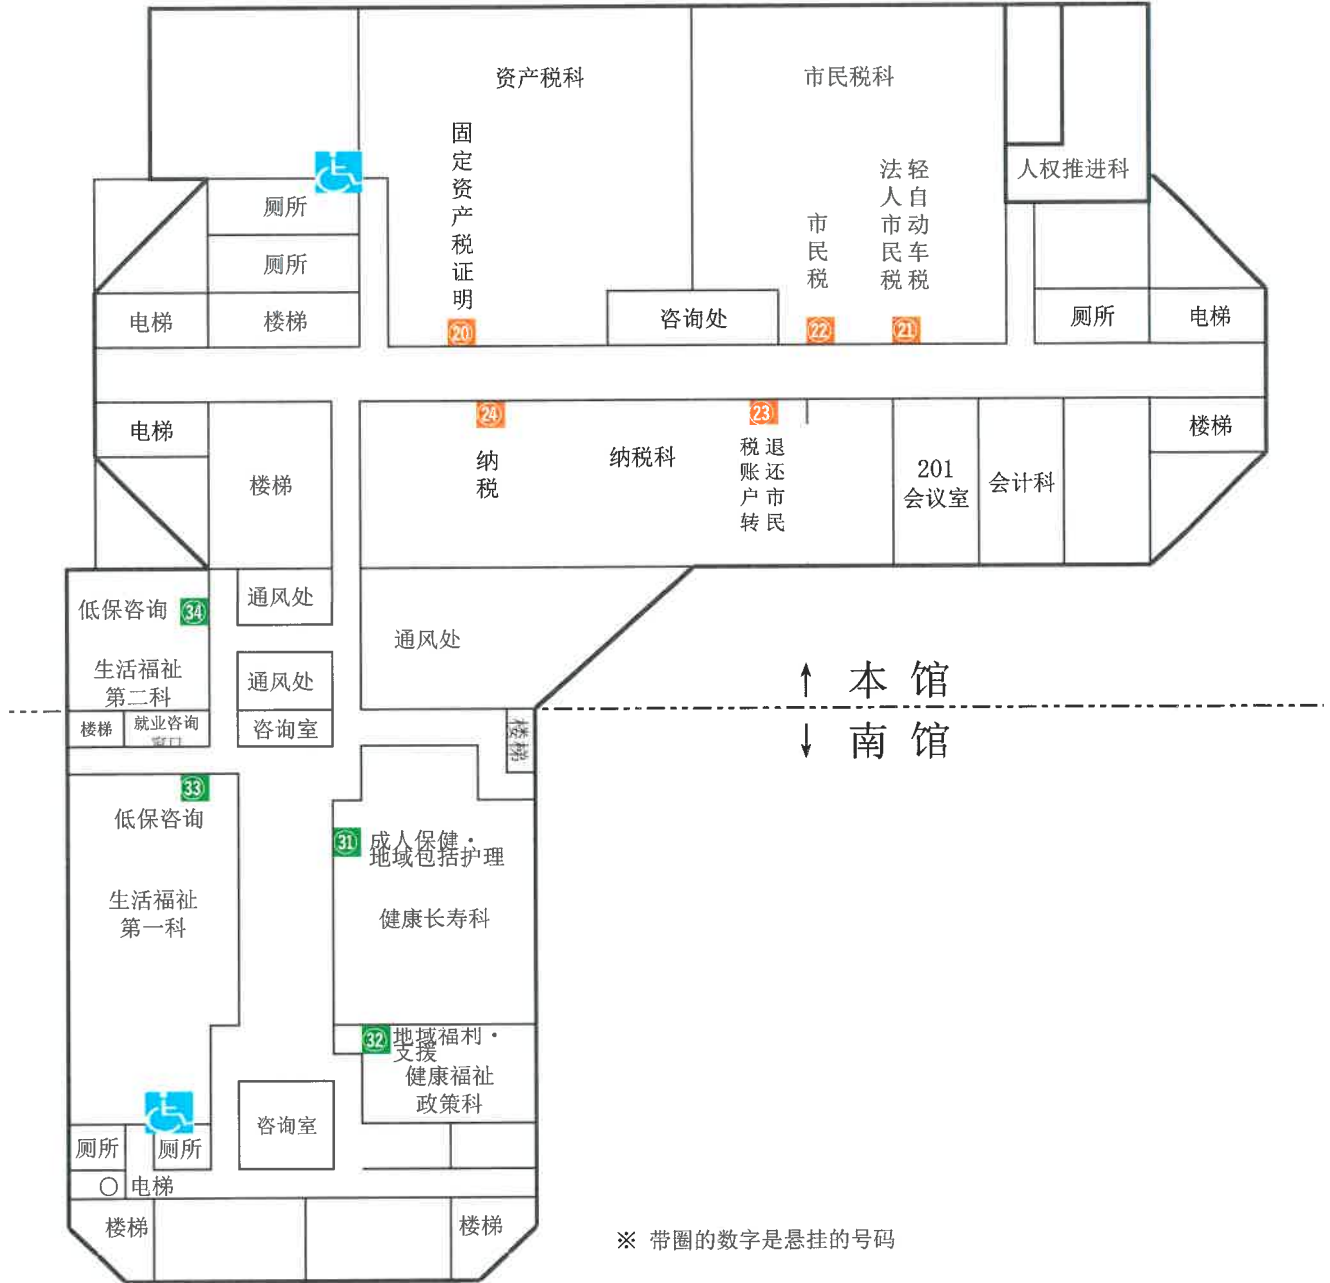 资产税科
市民税科
固定资产税证明
⑳
市民税
㉒
法人市民税
轻自动车税
㉑
人权推进科
厕所
厕所
电梯
楼梯
咨询处
厕所
电梯
电梯
楼梯
㉔
纳税
纳税科
㉓
退还市民
税账户转
201
会议室
会计科
楼梯
低保咨询
㉞
通风处
通风处
生活福祉
第二科
通风处
↑ 本馆
楼梯
就业咨询
窗口
咨询室
楼梯
↓ 南馆
㉝
低保咨询
㉛
成人保健・
地域包括护理
生活福祉
第一科
健康长寿科
㉜
地域福利・
支援
健康福祉
政策科
厕所
厕所
咨询室
○ 电梯
楼梯
楼梯
※ 带圈的数字是悬挂的号码